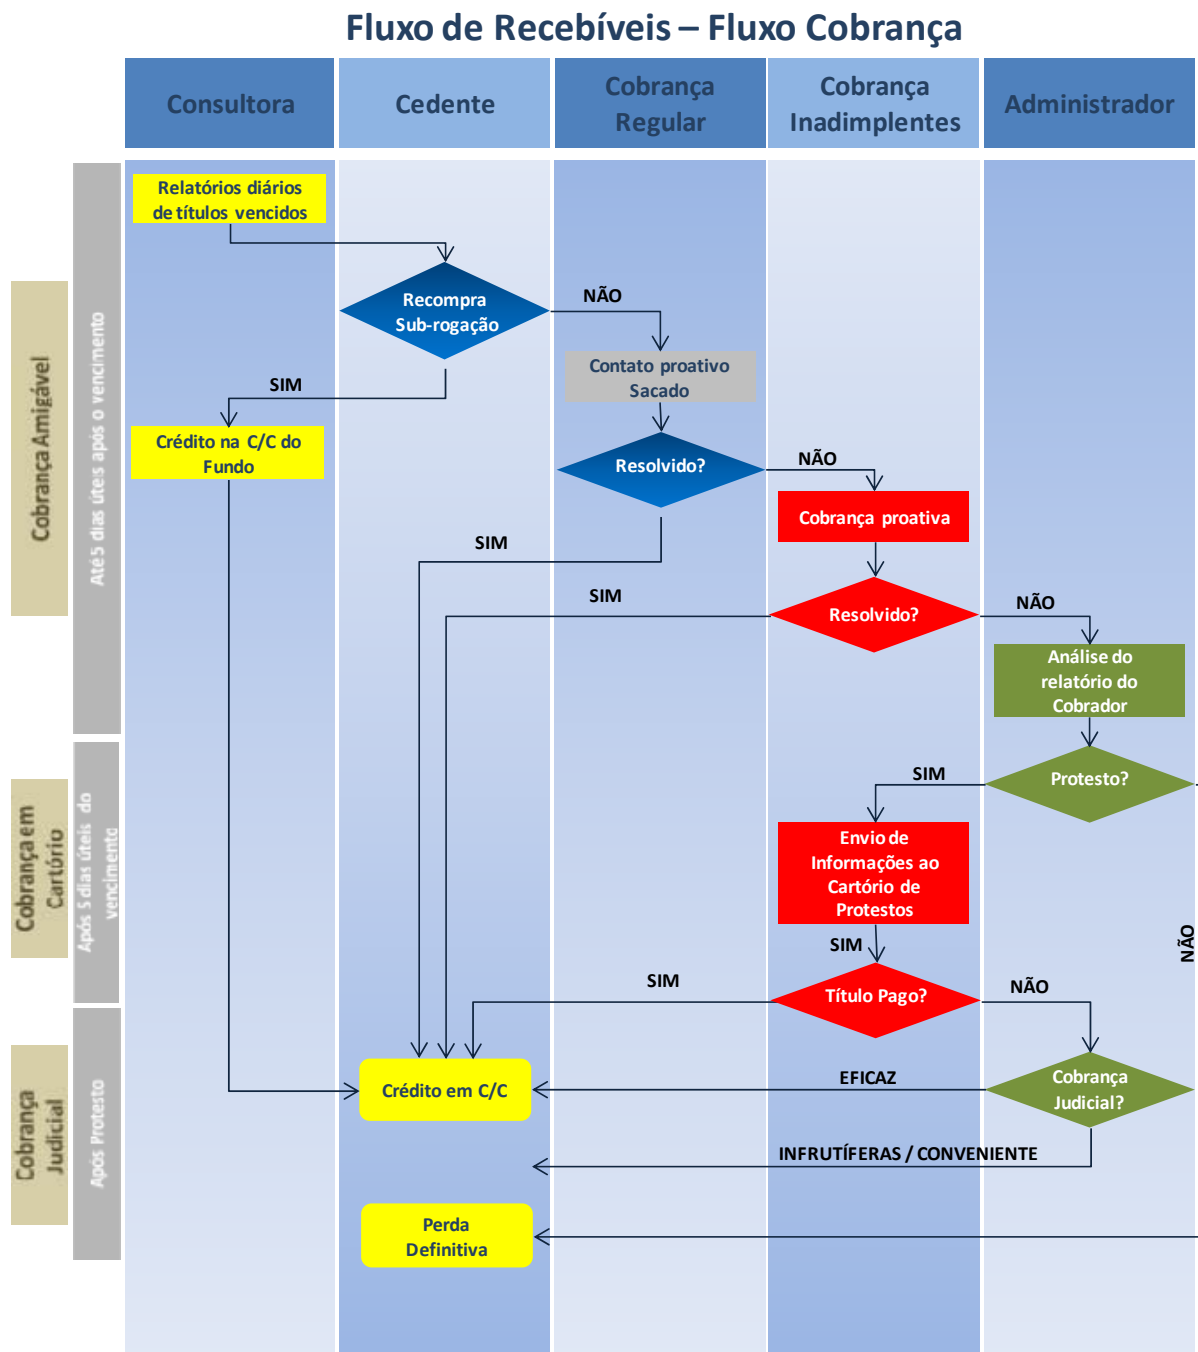 Fluxo de Recebíveis – Fluxo Cobrança
Consultora
Cedente
Cobrança
Regular
Cobrança
Inadimplentes
Administrador
Cobrança Amigável
Até 5 dias úteis após o vencimento
Relatórios diários
de títulos vencidos
Recompra
Sub-rogação
NÃO
Contato proativo
Sacado
SIM
Crédito na C/C do
Fundo
Resolvido?
NÃO
Cobrança proativa
SIM
SIM
Resolvido?
NÃO
Análise do
relatório do
Cobrador
Cobrança em
Cartório
Após 5 dias úteis do
vencimento
SIM
Protesto?
Envio de
Informações ao
Cartório de
Protestos
NÃO
SIM
SIM
Título Pago?
NÃO
Cobrança
Judicial
Após Protesto
Crédito em C/C
EFICAZ
Cobrança
Judicial?
INFRUTÍFERAS / CONVENIENTE
Perda
Definitiva